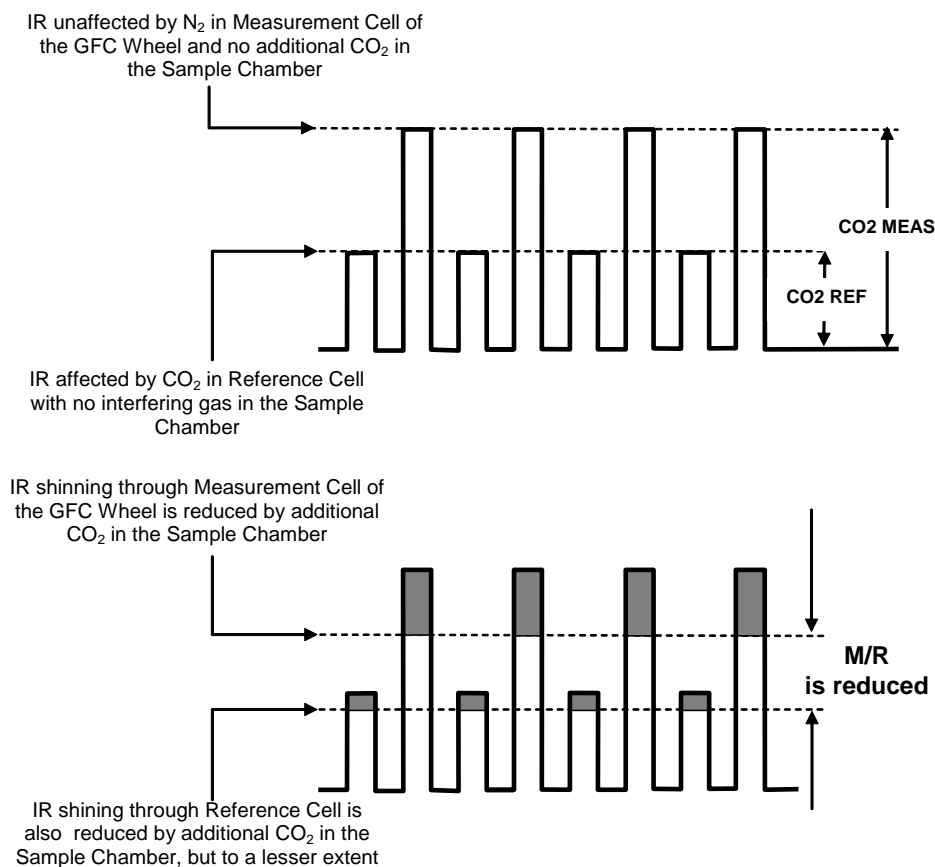 IR unaffected by N₂ in Measurement Cell of
the GFC Wheel and no additional CO₂ in
the Sample Chamber
CO2 MEAS
CO2 REF
IR affected by CO₂ in Reference Cell
with no interfering gas in the Sample
Chamber
IR shinning through Measurement Cell of
the GFC Wheel is reduced by additional
CO₂ in the Sample Chamber
M/R
is reduced
IR shining through Reference Cell is
also reduced by additional CO₂ in the
Sample Chamber, but to a lesser extent